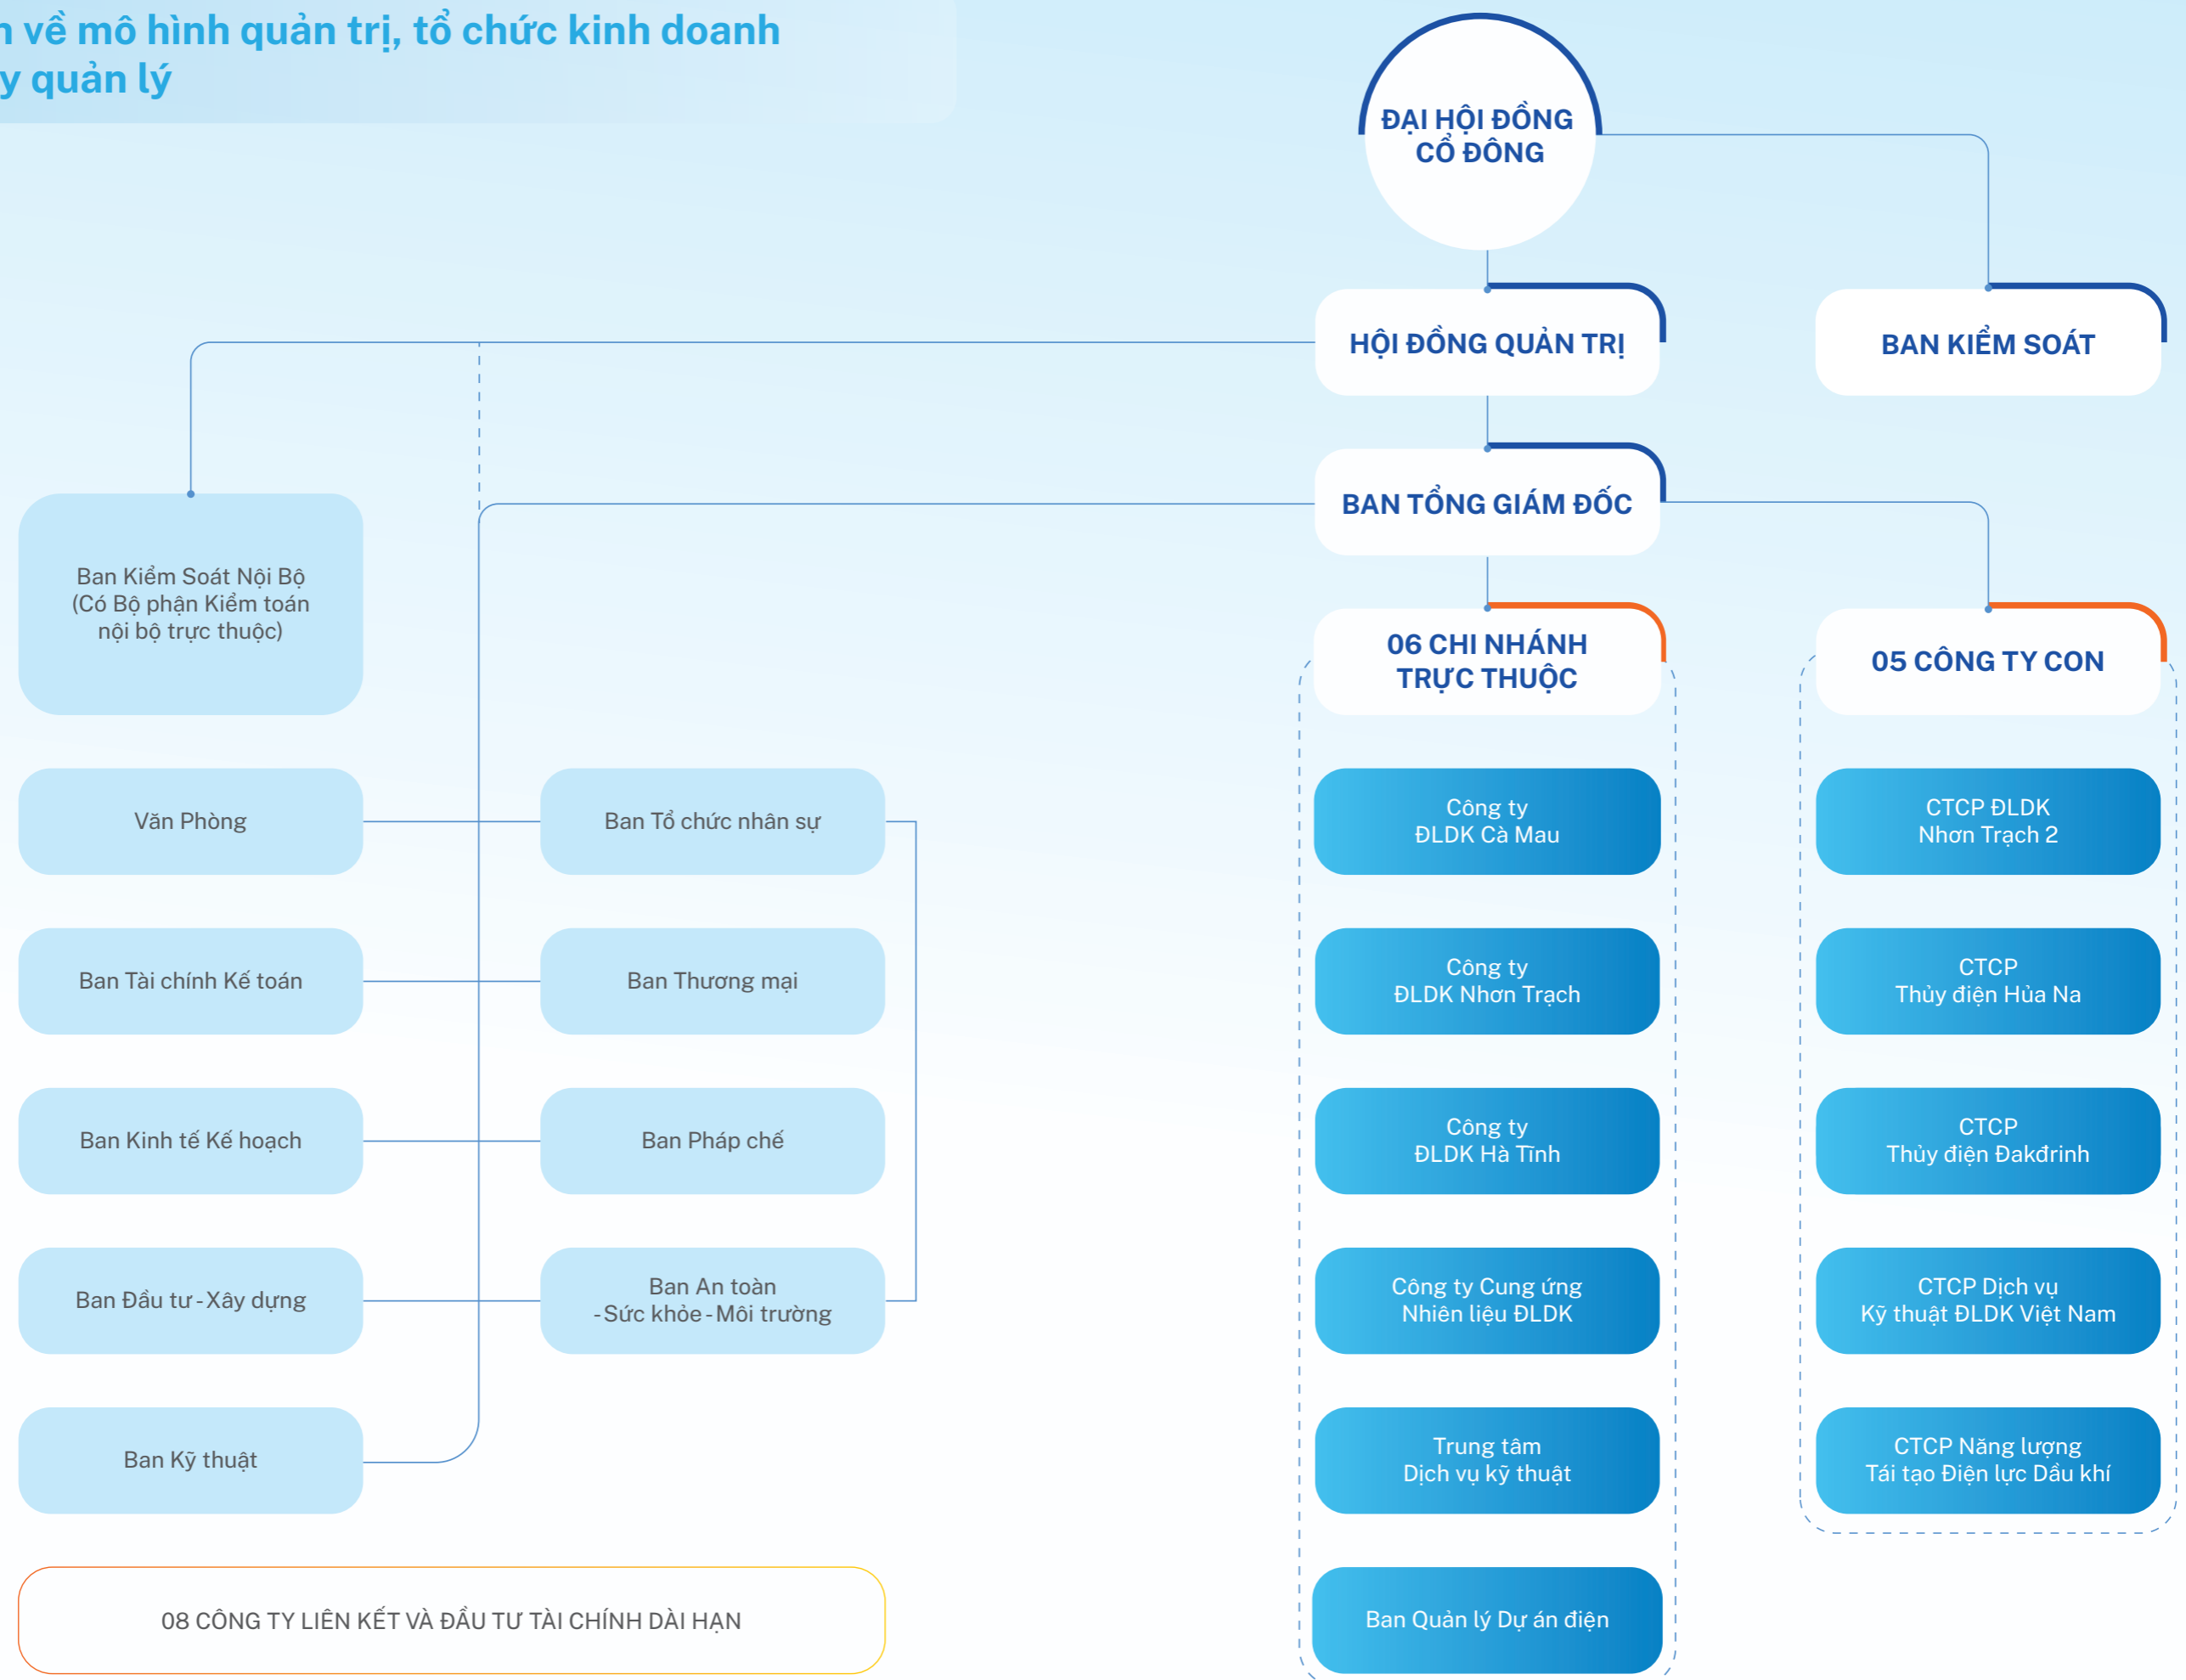 n về mô hình quản trị, tổ chức kinh doanh
y quản lý
ĐẠI HỘI ĐỒNG
CỔ ĐÔNG
HỘI ĐỒNG QUẢN TRỊ
BAN KIỂM SOÁT
BAN TỔNG GIÁM ĐỐC
Ban Kiểm Soát Nội Bộ
(Có Bộ phận Kiểm toán
nội bộ trực thuộc)
Văn Phòng
Ban Tài chính Kế toán
Ban Kinh tế Kế hoạch
Ban Đầu tư - Xây dựng
Ban Kỹ thuật
Ban Tổ chức nhân sự
Ban Thương mại
Ban Pháp chế
Ban An toàn
- Sức khỏe - Môi trường
08 CÔNG TY LIÊN KẾT VÀ ĐẦU TƯ TÀI CHÍNH DÀI HẠN
06 CHI NHÁNH
TRỰC THUỘC
Công ty
ĐLDK Cà Mau
Công ty
ĐLDK Nhơn Trạch
Công ty
ĐLDK Hà Tĩnh
Công ty Cung ứng
Nhiên liệu ĐLDK
Trung tâm
Dịch vụ kỹ thuật
Ban Quản lý Dự án điện
05 CÔNG TY CON
CTCP ĐLDK
Nhơn Trạch 2
CTCP
Thủy điện Hủa Na
CTCP
Thủy điện Đakđrinh
CTCP Dịch vụ
Kỹ thuật ĐLDK Việt Nam
CTCP Năng lượng
Tái tạo Điện lực Dầu khí